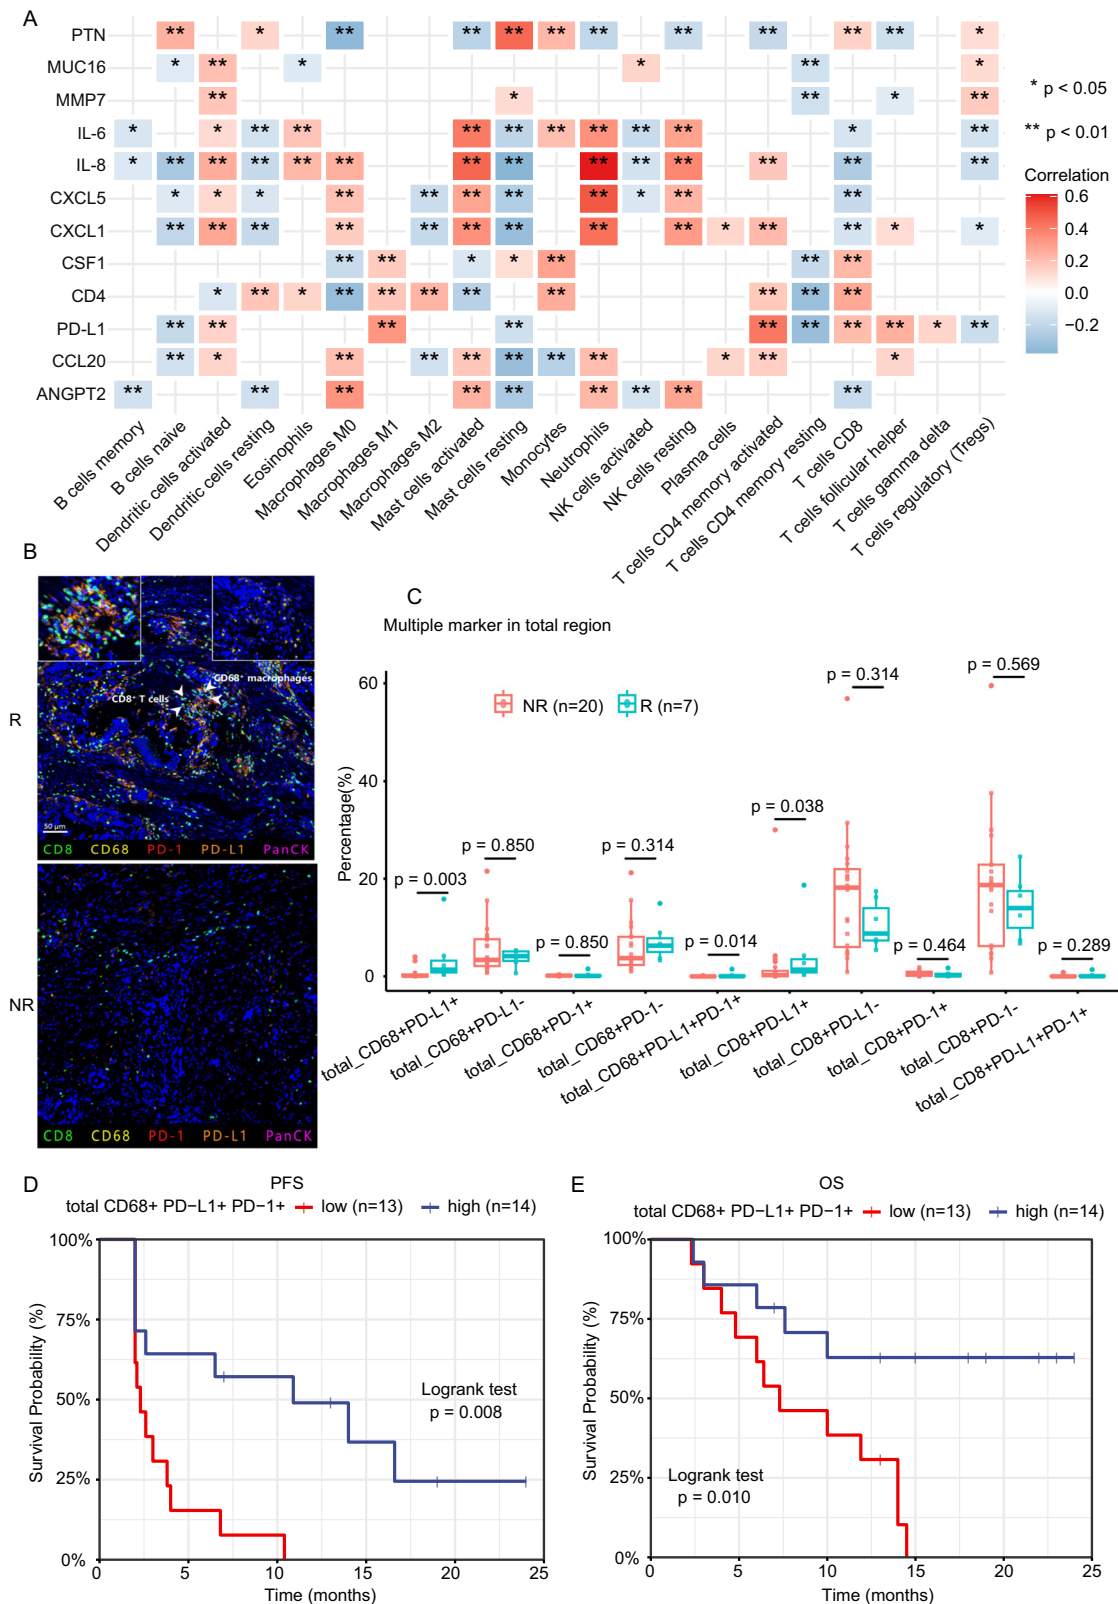 A
PTN ** * ** ** ** ** ** ** ** ** ** *
MUC16 * ** * * ** *
MMP7 ** * ** * **
IL-6 * * ** ** ** ** ** ** ** ** * **
IL-8 * ** ** ** ** ** ** ** ** ** ** ** ** **
CXCL5 * * * ** ** ** ** ** * ** **
CXCL1 ** ** ** ** ** ** ** ** ** * ** ** * *
CSF1 ** ** * * ** ** **
CD4 * ** * ** ** ** ** ** ** ** **
PD-L1 ** ** ** ** ** ** ** ** * **
CCL20 ** * ** ** ** ** ** ** * ** *
ANGPT2 ** ** ** ** ** ** ** ** **
* p < 0.05
** p < 0.01
Correlation
0.6
0.4
0.2
0.0
−0.2
B cells memory
B cells naive
Dendritic cells activated
Dendritic cells resting
Eosinophils
Macrophages M0
Macrophages M1
Macrophages M2
Mast cells activated
Mast cells resting
Monocytes
Neutrophils
NK cells activated
NK cells resting
Plasma cells
T cells CD4 memory activated
T cells CD4 memory resting
T cells CD8
T cells follicular helper
T cells gamma delta
T cells regulatory (Tregs)
B
R
CD68⁺ macrophages
CD8⁺ T cells
50 μm
CD8 CD68 PD-1 PD-L1 PanCK
NR
CD8 CD68 PD-1 PD-L1 PanCK
C
Multiple marker in total region
NR (n=20) R (n=7)
Percentage(%)
60
40
20
0
p = 0.003
p = 0.850
p = 0.850
p = 0.314
p = 0.014
p = 0.038
p = 0.314
p = 0.464
p = 0.569
p = 0.289
total_CD68+PD-L1+
total_CD68+PD-L1-
total_CD68+PD-1+
total_CD68+PD-1-
total_CD68+PD-L1+PD-1+
total_CD8+PD-L1+
total_CD8+PD-L1-
total_CD8+PD-1+
total_CD8+PD-1-
total_CD8+PD-L1+PD-1+
D
PFS
total CD68+ PD−L1+ PD−1+ low (n=13) high (n=14)
Survival Probability (%)
100%
75%
50%
25%
0%
Logrank test
p = 0.008
0 5 10 15 20 25
Time (months)
E
OS
total CD68+ PD−L1+ PD−1+ low (n=13) high (n=14)
Survival Probability (%)
100%
75%
50%
25%
0%
Logrank test
p = 0.010
0 5 10 15 20 25
Time (months)